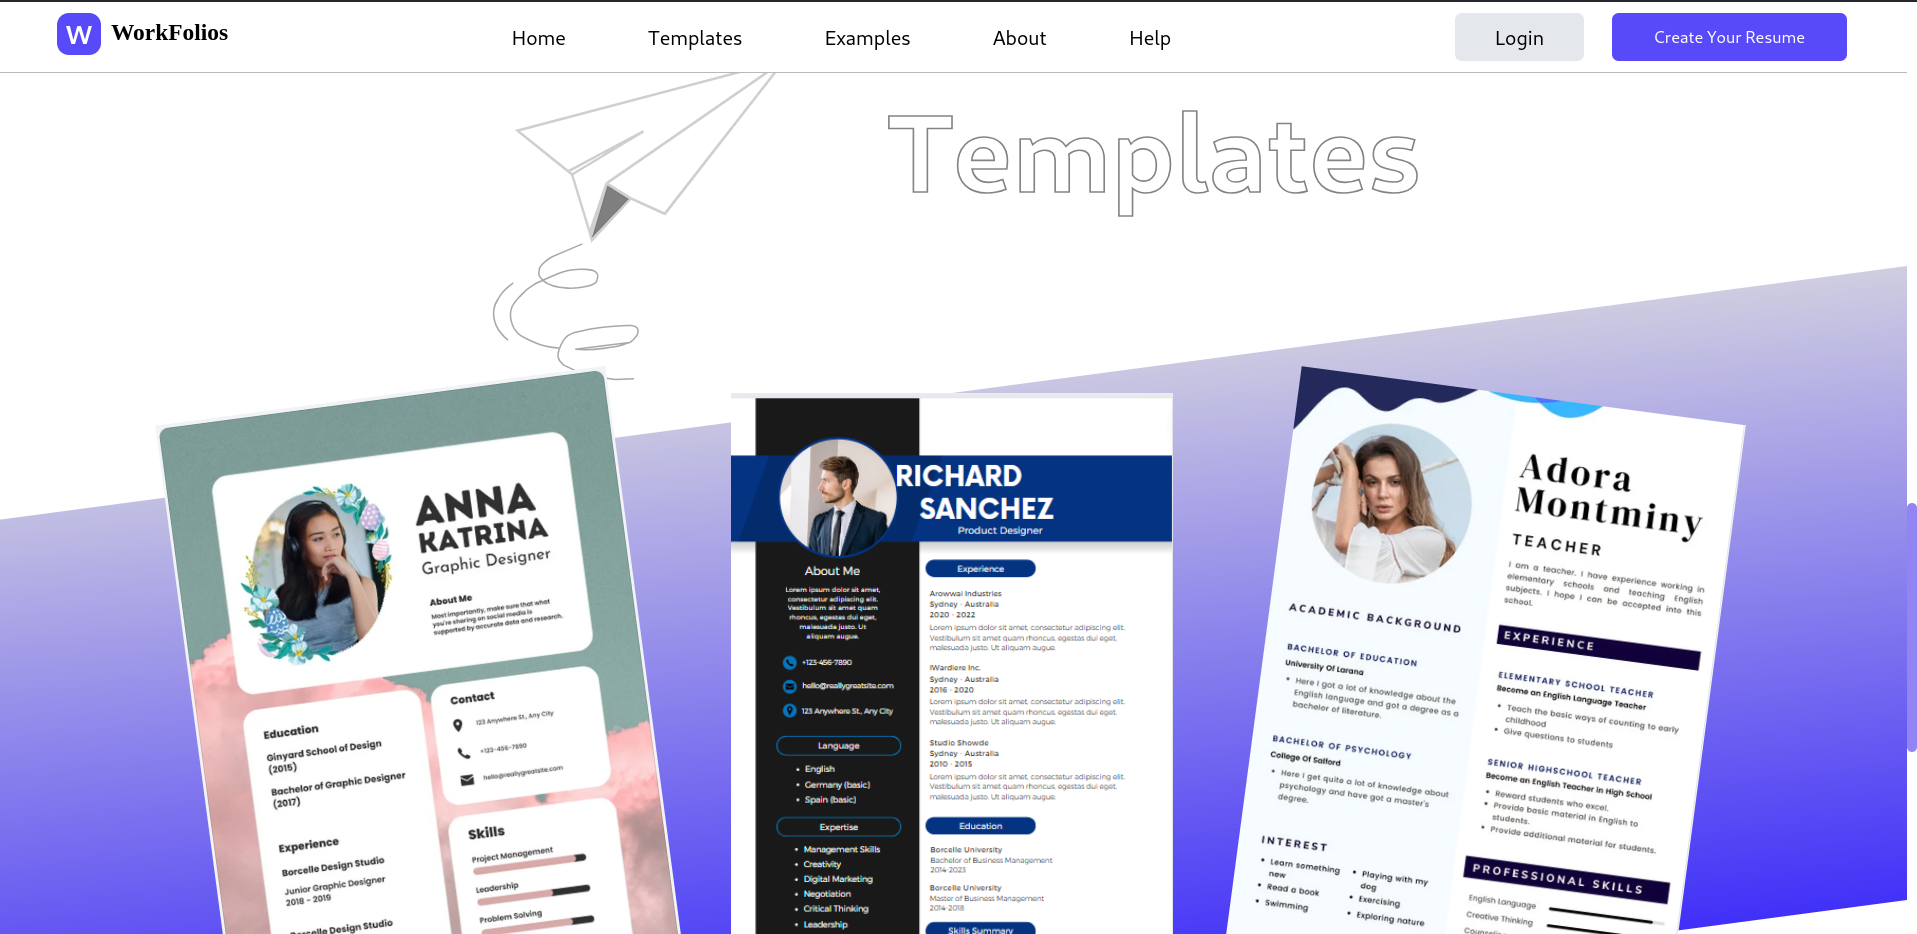 W WorkFolios
Home
Templates
Examples
About
Help
Login
Create Your Resume
Templates
ANNA
KATRINA
Graphic Designer
About Me
Most importantly, make sure that what
you're sharing on social media is
supported by accurate data and research.
Education
Ginyard School of Design
(2015)
Bachelor of Graphic Designer
(2017)
Experience
Borcelle Design Studio
Junior Graphic Designer
2018 - 2019
Borcelle Design Studio
Contact
123 Anywhere St., Any City
+123-456-7890
hello@reallygreatsite.com
Skills
Project Management
Leadership
Problem Solving
RICHARD
SANCHEZ
Product Designer
About Me
Lorem ipsum dolor sit amet,
consectetur adipiscing elit.
Vestibulum sit amet quam
rhoncus, egestas dui eget,
malesuada justo. Ut
aliquam augue.
+123-456-7890
hello@reallygreatsite.com
123 Anywhere St., Any City
Language
• English
• Germany (basic)
• Spain (basic)
Expertise
• Management Skills
• Creativity
• Digital Marketing
• Negotiation
• Critical Thinking
• Leadership
Experience
Arowwai Industries
Sydney - Australia
2020 - 2022
Lorem ipsum dolor sit amet, consectetur adipiscing elit.
Vestibulum sit amet quam rhoncus, egestas dui eget,
malesuada justo. Ut aliquam augue.
IWardiere Inc.
Sydney - Australia
2016 - 2020
Lorem ipsum dolor sit amet, consectetur adipiscing elit.
Vestibulum sit amet quam rhoncus, egestas dui eget,
malesuada justo. Ut aliquam augue.
Studio Showde
Sydney - Australia
2010 - 2015
Lorem ipsum dolor sit amet, consectetur adipiscing elit.
Vestibulum sit amet quam rhoncus, egestas dui eget,
malesuada justo. Ut aliquam augue.
Education
Borcelle University
Bachelor of Business Management
2014-2023
Borcelle University
Master of Business Management
2014-2018
Skills Summary
Adora
Montminy
TEACHER
I am a teacher. I have experience working in
elementary schools and teaching English
subjects. I hope I can be accepted into this
school.
ACADEMIC BACKGROUND
BACHELOR OF EDUCATION
University Of Larana
• Here I got a lot of knowledge about the
English language and got a degree as a
bachelor of literature.
BACHELOR OF PSYCHOLOGY
College Of Salford
• Here I get quite a lot of knowledge about
psychology and have got a master's
degree.
INTEREST
• Learn something
new
• Read a book
• Swimming
• Playing with my
dog
• Exercising
• Exploring nature
EXPERIENCE
ELEMENTARY SCHOOL TEACHER
Become an English Language Teacher
• Teach the basic ways of counting to early
childhood
• Give questions to students
SENIOR HIGHSCHOOL TEACHER
Become an English Teacher in High School
• Reward students who excel.
• Provide basic material in English to
students.
• Provide additional material for students.
PROFESSIONAL SKILLS
English Language
Creative Thinking